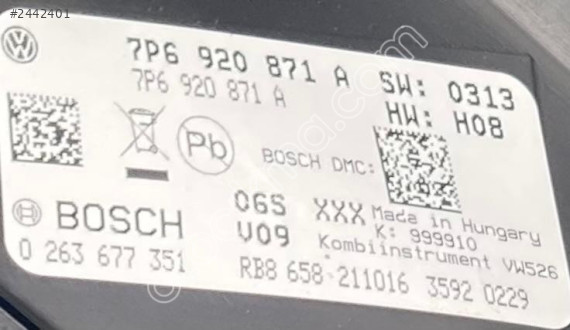 #2442401
7P6 920 871 A SW: 0313
7P6 920 871 A HW: H08
Pb
BOSCH DMC:
BOSCH
06S XXX Made in Hungary
V09 K: 999910
Kombiinstrument VW526
0 263 677 351
RB8 658-211016 3592 0229